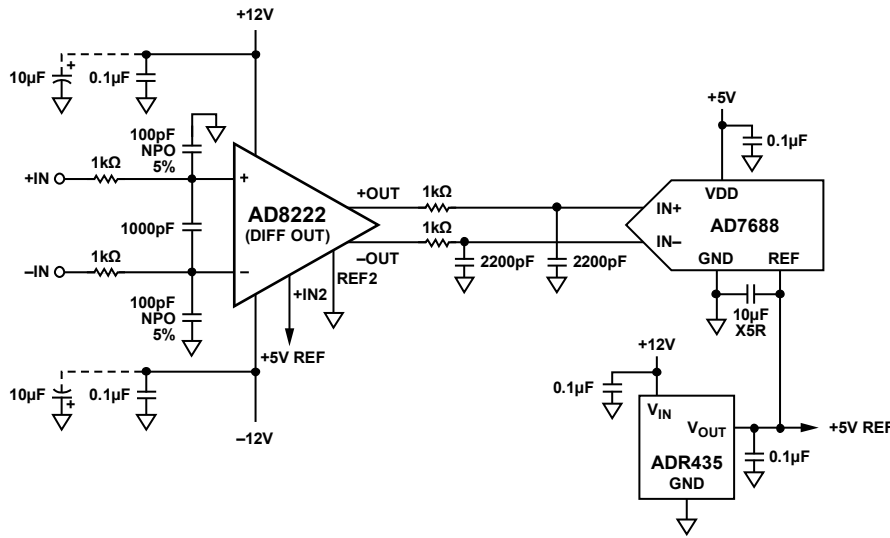 +12V
10µF
+
0.1µF
100pF
NPO
5%
+IN
1kΩ
+
1000pF
AD8222
(DIFF OUT)
+OUT
–OUT
1kΩ
1kΩ
–IN
1kΩ
–
100pF
NPO
5%
+IN2
REF2
+5V REF
10µF
+
0.1µF
–12V
2200pF
2200pF
+5V
0.1µF
VDD
IN+
AD7688
IN–
GND
REF
10µF
X5R
+12V
0.1µF
VIN
VOUT
+5V REF
ADR435
GND
0.1µF